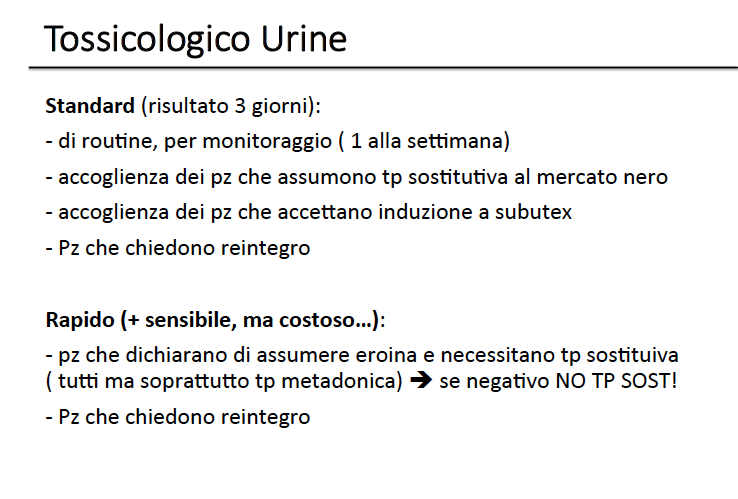 Tossicologico Urine
Standard (risultato 3 giorni):
- di routine, per monitoraggio ( 1 alla settimana)
- accoglienza dei pz che assumono tp sostitutiva al mercato nero
- accoglienza dei pz che accettano induzione a subutex
- Pz che chiedono reintegro
Rapido (+ sensibile, ma costoso…):
- pz che dichiarano di assumere eroina e necessitano tp sostituiva
( tutti ma soprattutto tp metadonica) ➔ se negativo NO TP SOST!
- Pz che chiedono reintegro